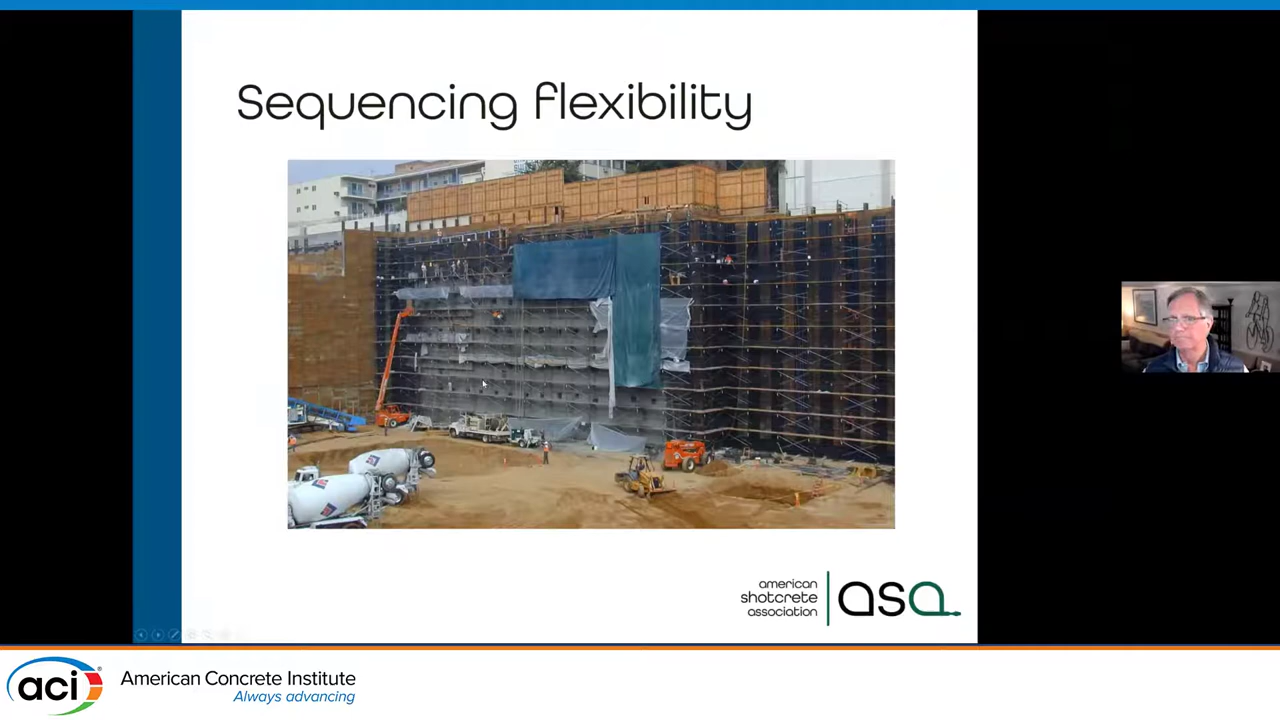 Sequencing flexibility
american
shotcrete
association
asa
aci®
American Concrete Institute
Always advancing